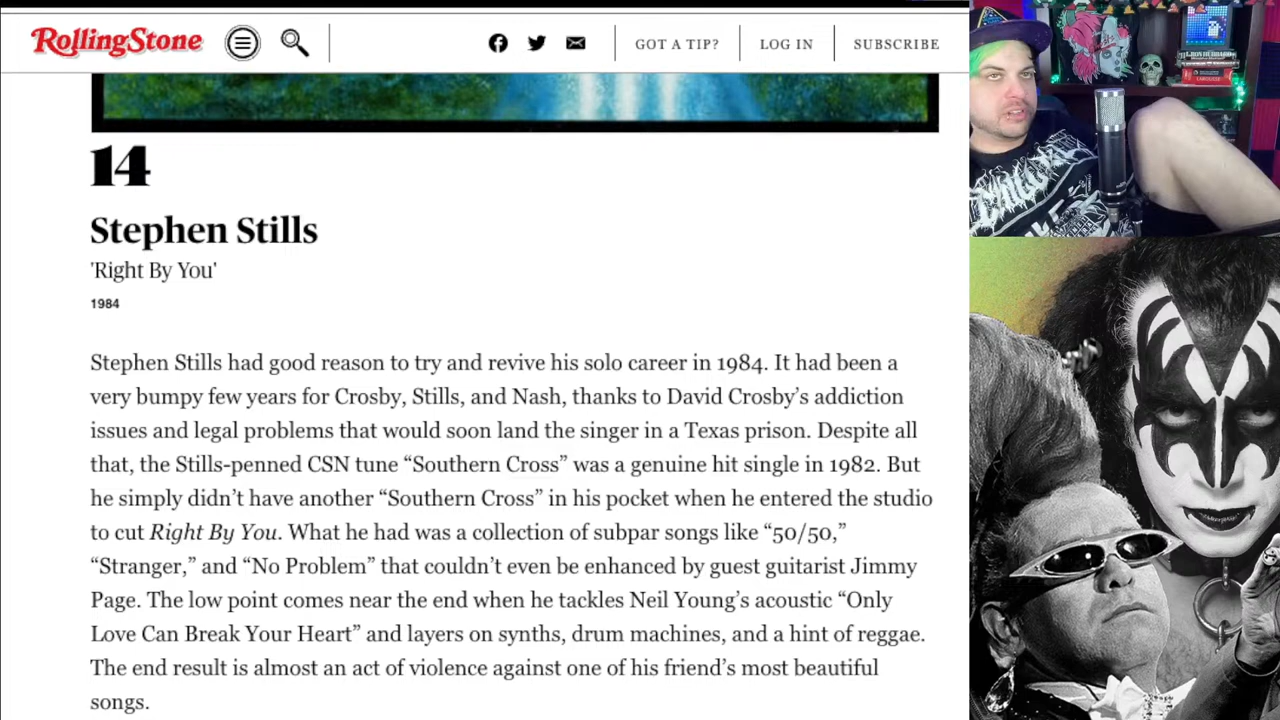 RollingStone
GOT A TIP?
LOG IN
SUBSCRIBE
14
Stephen Stills
'Right By You'
1984
Stephen Stills had good reason to try and revive his solo career in 1984. It had been a
very bumpy few years for Crosby, Stills, and Nash, thanks to David Crosby’s addiction
issues and legal problems that would soon land the singer in a Texas prison. Despite all
that, the Stills-penned CSN tune “Southern Cross” was a genuine hit single in 1982. But
he simply didn’t have another “Southern Cross” in his pocket when he entered the studio
to cut Right By You. What he had was a collection of subpar songs like “50/50,”
“Stranger,” and “No Problem” that couldn’t even be enhanced by guest guitarist Jimmy
Page. The low point comes near the end when he tackles Neil Young’s acoustic “Only
Love Can Break Your Heart” and layers on synths, drum machines, and a hint of reggae.
The end result is almost an act of violence against one of his friend’s most beautiful
songs.